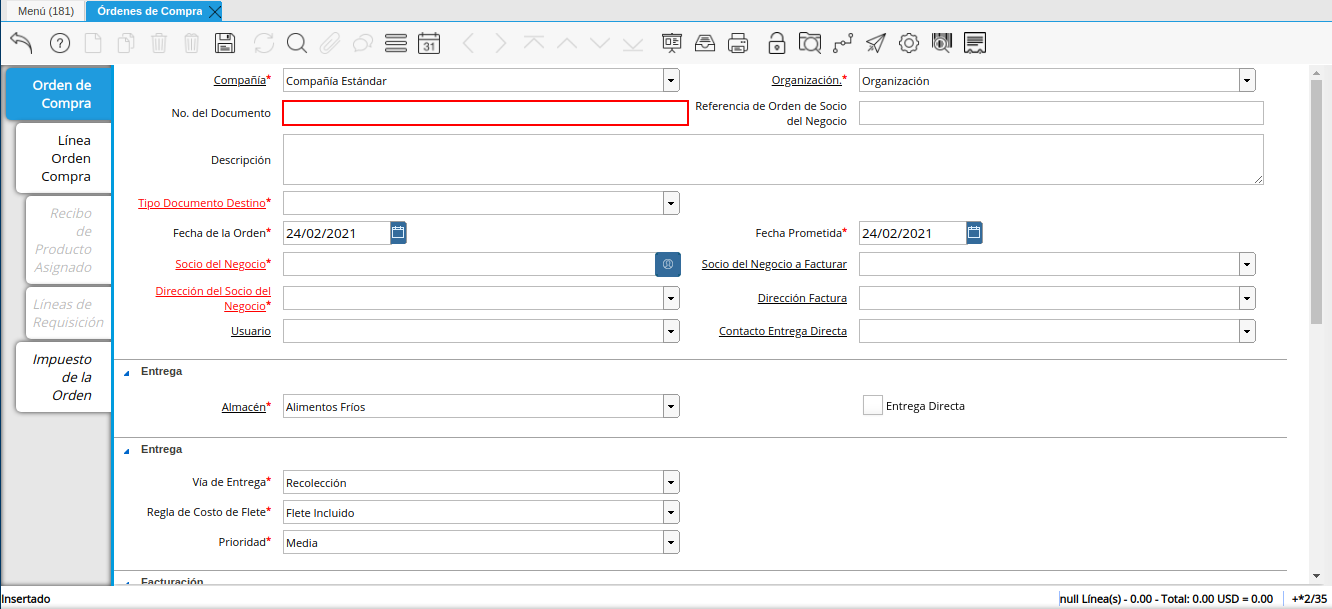 Menú (181)
Órdenes de Compra
31
Orden de
Compra
Línea
Orden
Compra
Recibo
de
Producto
Asignado
Líneas de
Requisición
Impuesto
de la
Orden
Compañía* Compañía Estándar
Organización.* Organización
No. del Documento
Referencia de Orden de Socio
del Negocio
Descripción
Tipo Documento Destino*
Fecha de la Orden* 24/02/2021
Fecha Prometida* 24/02/2021
Socio del Negocio*
Socio del Negocio a Facturar
Dirección del Socio del
Negocio*
Dirección Factura
Usuario
Contacto Entrega Directa
Entrega
Almacén* Alimentos Fríos
Entrega Directa
Entrega
Vía de Entrega* Recolección
Regla de Costo de Flete* Flete Incluido
Prioridad* Media
Facturación
Insertado
null Línea(s) - 0.00 - Total: 0.00 USD = 0.00
+*2/35